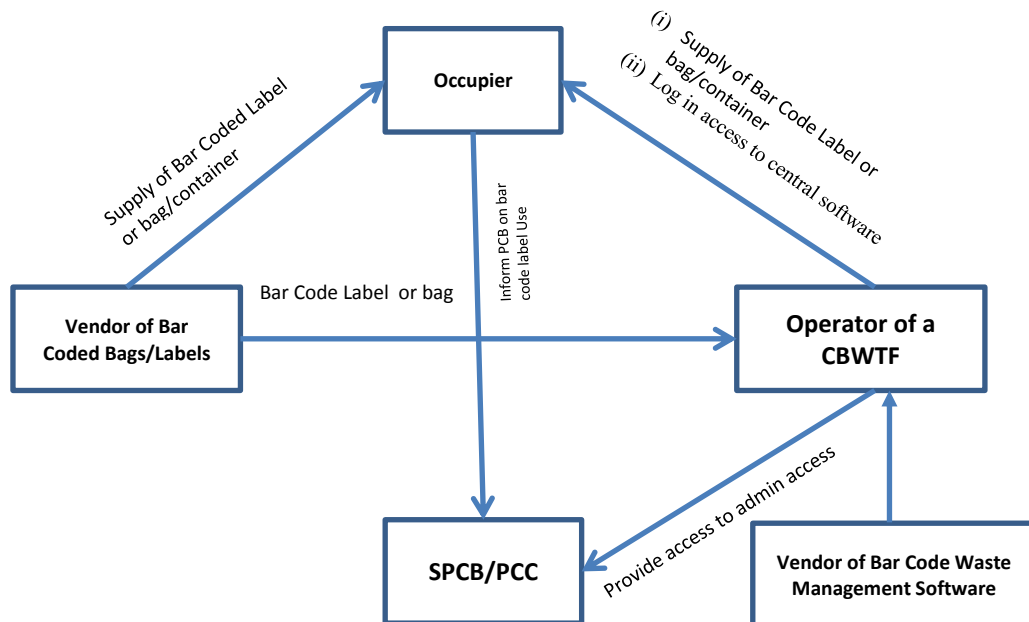 Occupier
(i) Supply of Bar Code Label or
bag/container
(ii) Log in access to central software
Supply of Bar Coded Label
or bag/container
Inform PCB on bar
code label Use
Bar Code Label or bag
Vendor of Bar
Coded Bags/Labels
Operator of a
CBWTF
Provide access to admin access
SPCB/PCC
Vendor of Bar Code Waste
Management Software